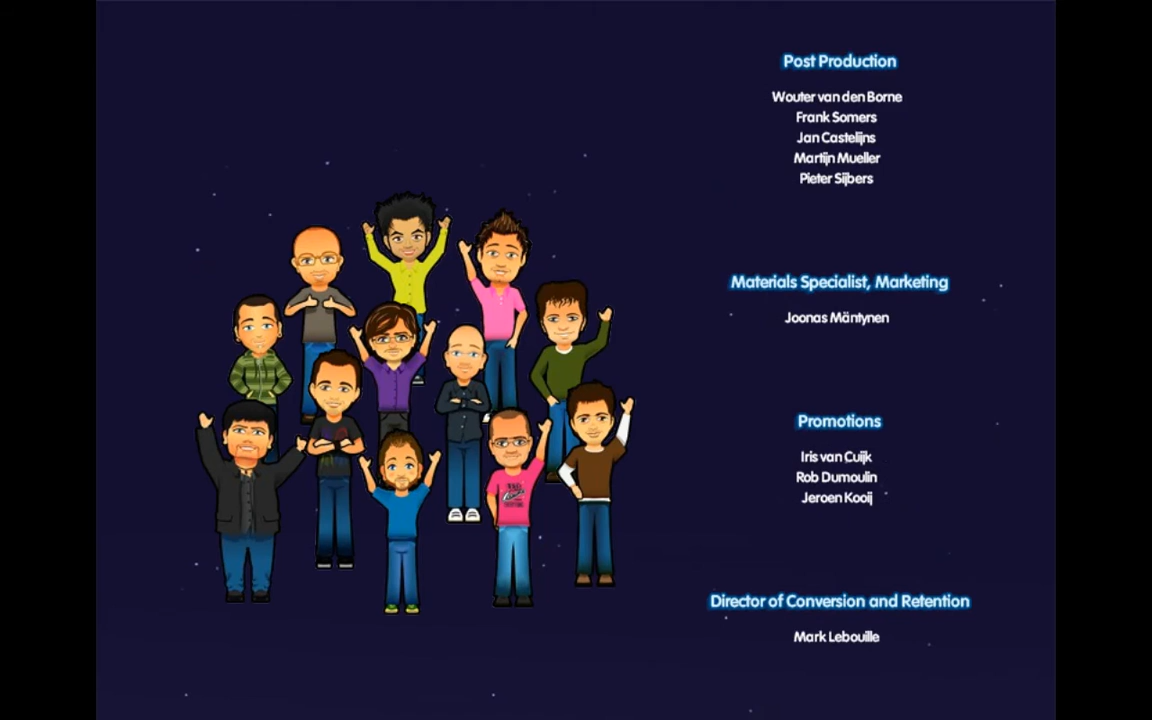 Post Production
Wouter van den Borne
Frank Somers
Jan Castelijns
Martijn Mueller
Pieter Sijbers
Materials Specialist, Marketing
Joonas Mäntynen
Promotions
Iris van Cuijk
Rob Dumoulin
Jeroen Kooij
Director of Conversion and Retention
Mark Lebouille